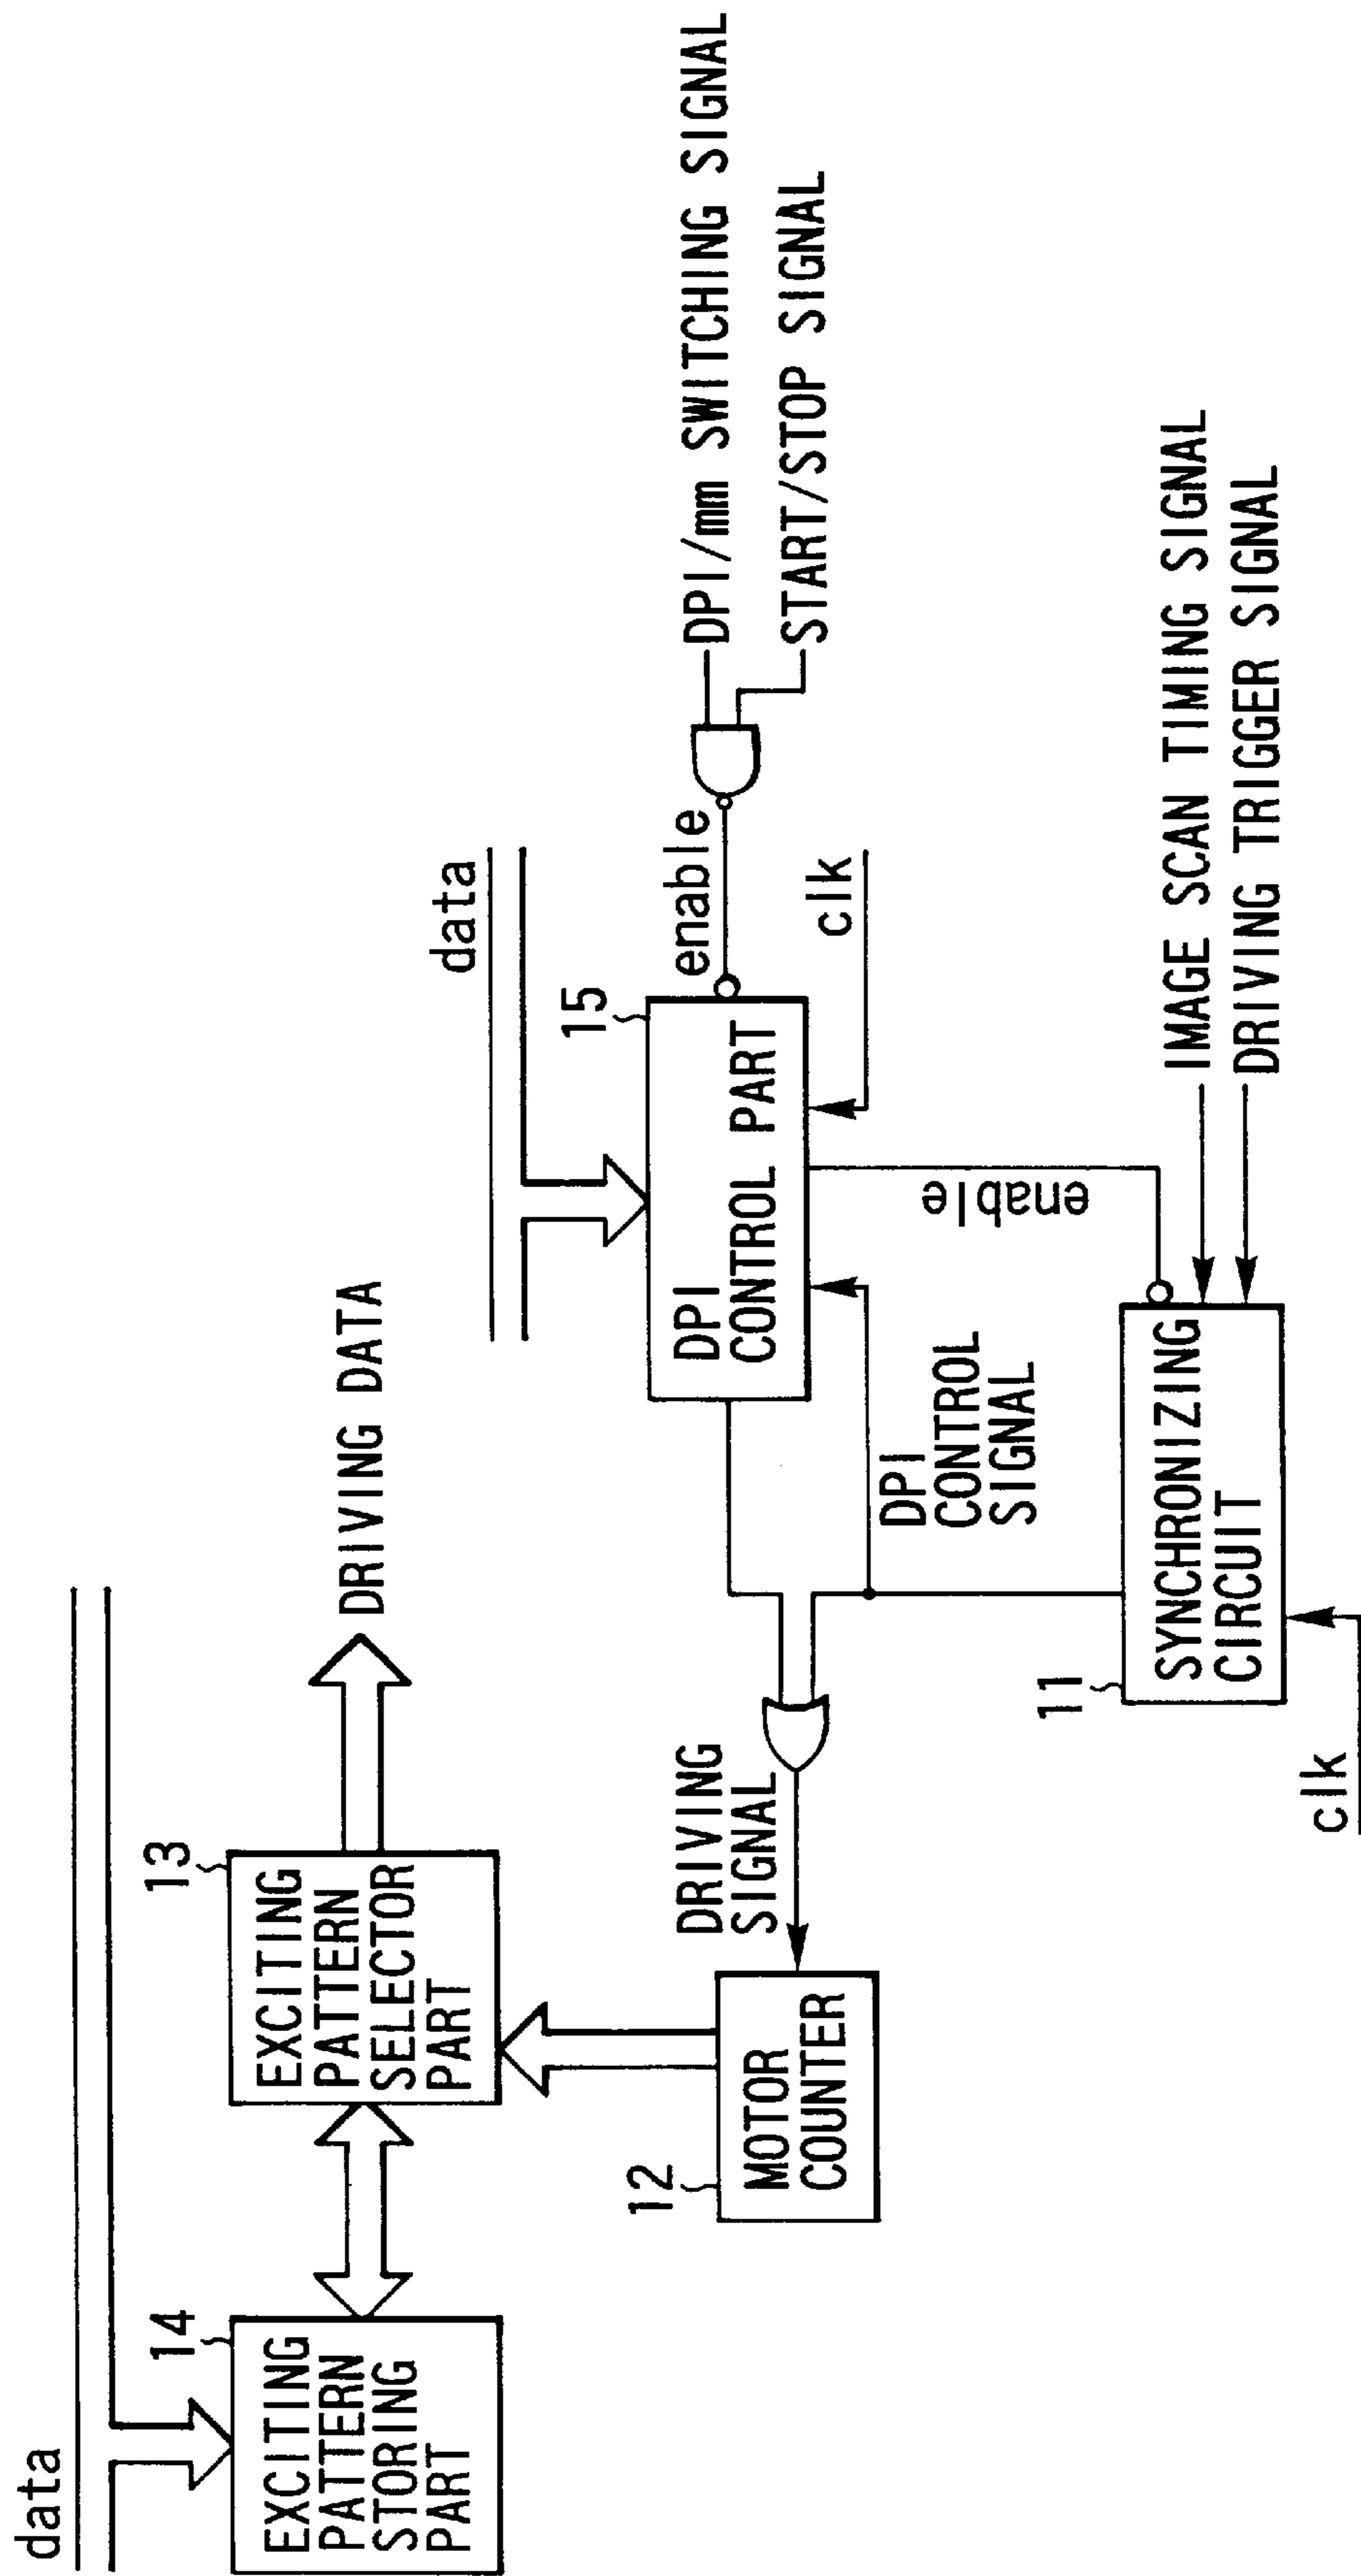 data
14
EXCITING
PATTERN
STORING
PART
13
EXCITING
PATTERN
SELECTOR
PART
DRIVING DATA
12
MOTOR
COUNTER
DRIVING
SIGNAL
data
15
DPI
CONTROL PART
enable
DPI/mm SWITCHING SIGNAL
START/STOP SIGNAL
clk
DPI
CONTROL
SIGNAL
enable
11
SYNCHRONIZING
CIRCUIT
IMAGE SCAN TIMING SIGNAL
DRIVING TRIGGER SIGNAL
clk